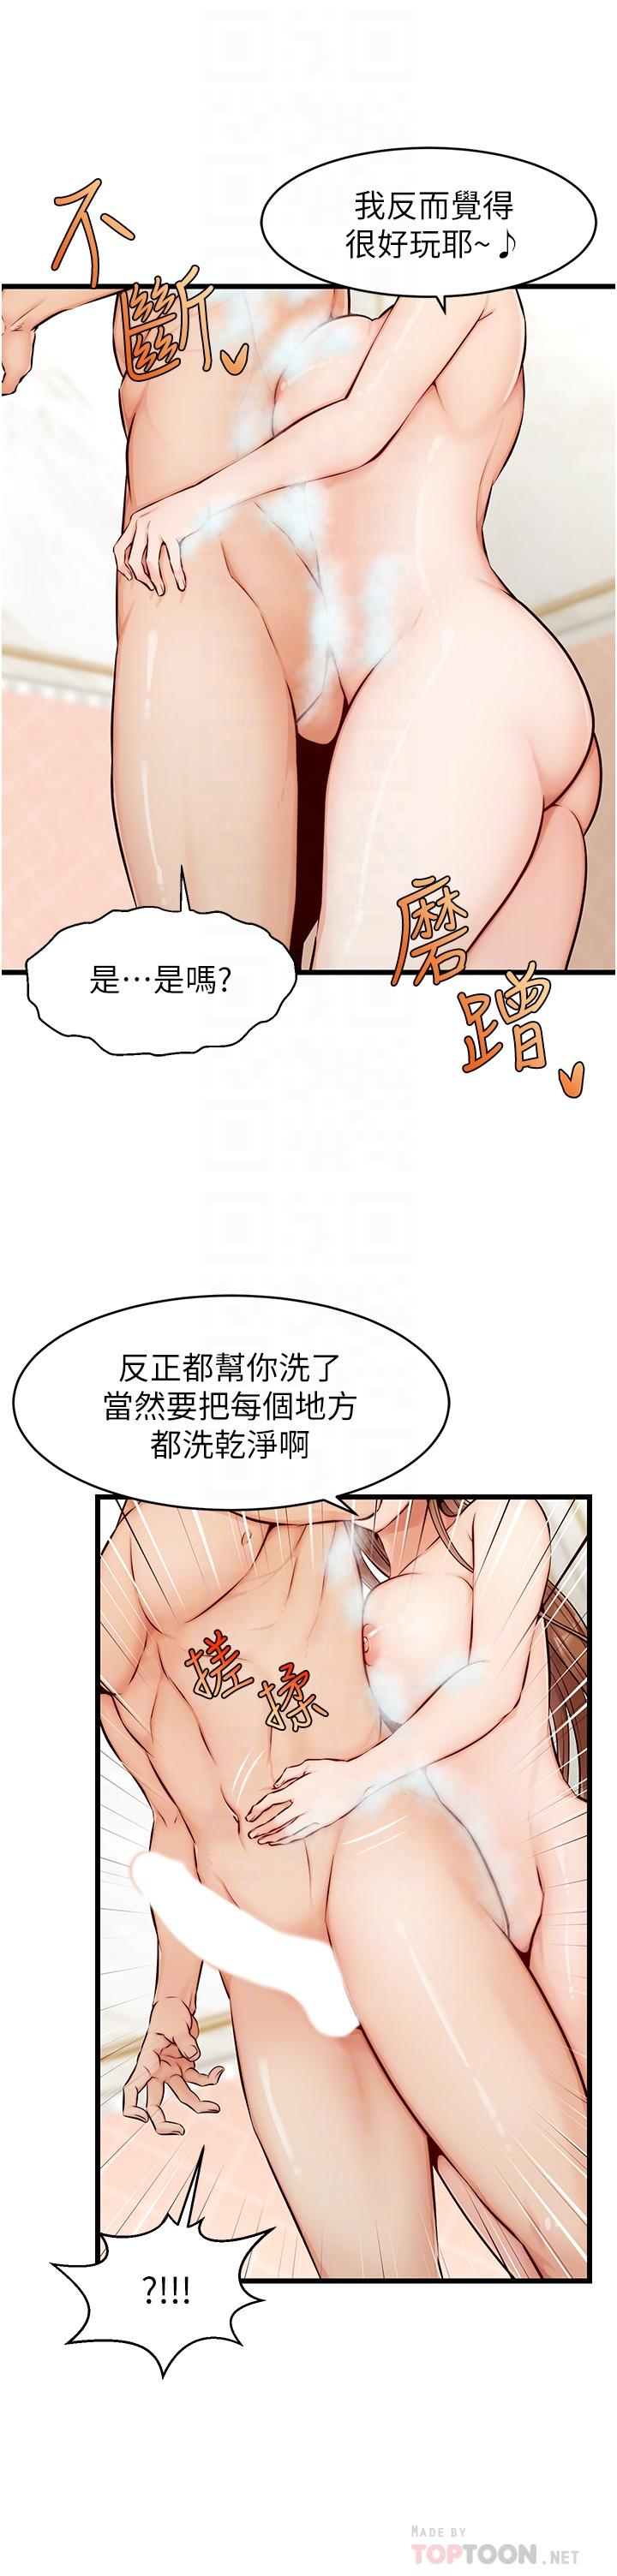 我反而覺得
很好玩耶~♪
不
斷
是…是嗎?
磨
蹭
反正都幫你洗了
當然要把每個地方
都洗乾淨啊
搓揉
?!!!
MADE BY
TOPTOON.NET